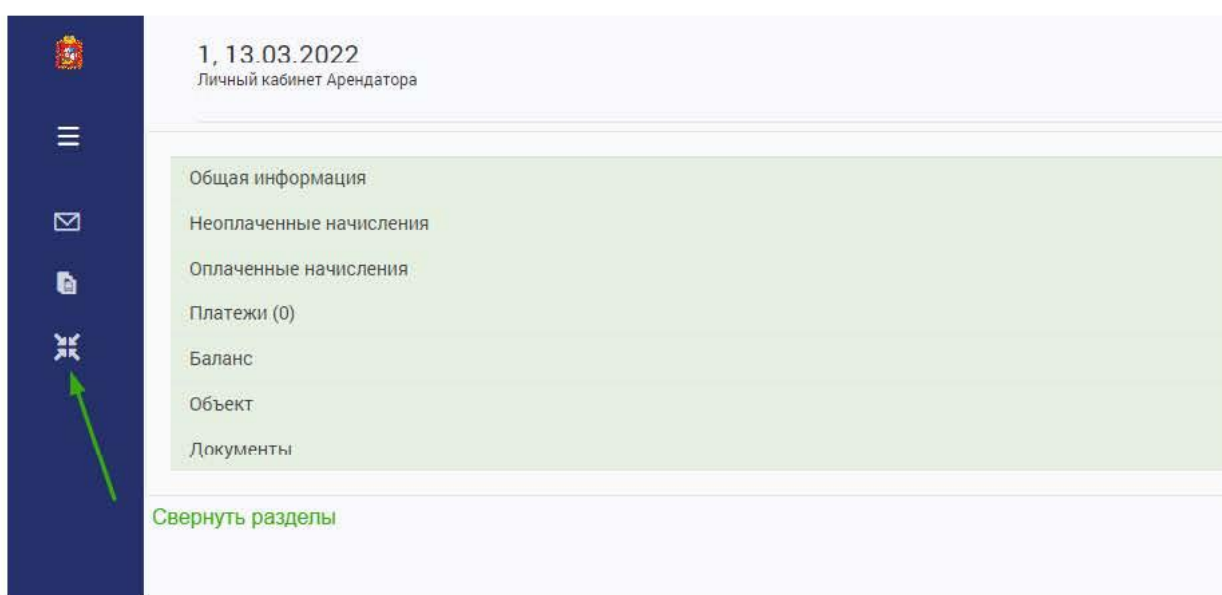 1, 13.03.2022
Личный кабинет Арендатора
Общая информация
Неоплаченные начисления
Оплаченные начисления
Платежи (0)
Баланс
Объект
Документы
Свернуть разделы